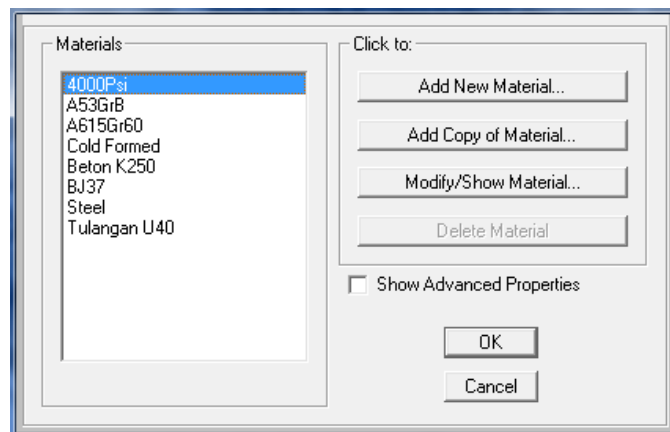 Materials
4000Psi
A53GrB
A615Gr60
Cold Formed
Beton K250
BJ37
Steel
Tulangan U40
Click to:
Add New Material...
Add Copy of Material...
Modify/Show Material...
Delete Material
Show Advanced Properties
OK
Cancel